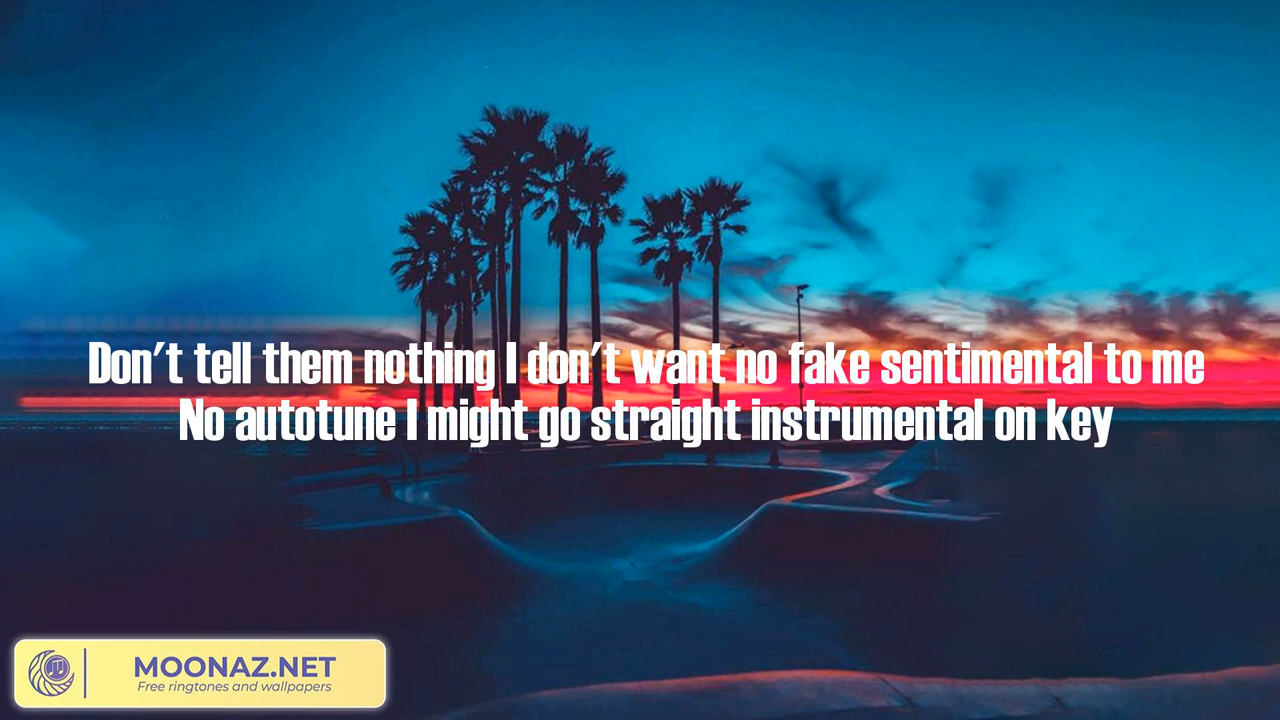 Don't tell them nothing I don't want no fake sentimental to me
No autotune I might go straight instrumental on key
MOONAZ.NET
Free ringtones and wallpapers